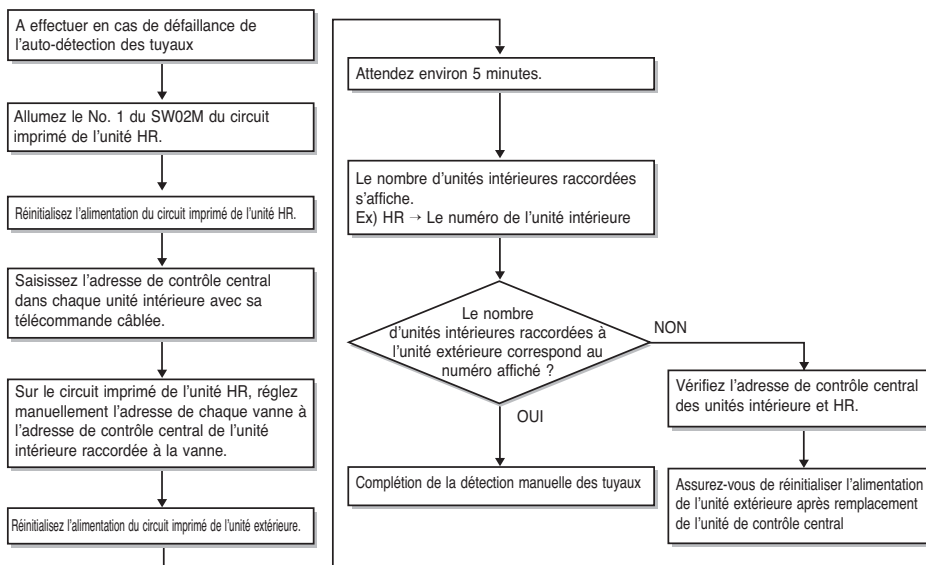 A effectuer en cas de défaillance de
l'auto-détection des tuyaux
Allumez le No. 1 du SW02M du circuit
imprimé de l'unité HR.
Réinitialisez l'alimentation du circuit imprimé de l'unité HR.
Saisissez l'adresse de contrôle central
dans chaque unité intérieure avec sa
télécommande câblée.
Sur le circuit imprimé de l'unité HR, réglez
manuellement l'adresse de chaque vanne à
l'adresse de contrôle central de l'unité
intérieure raccordée à la vanne.
Réinitialisez l'alimentation du circuit imprimé de l'unité extérieure.
Attendez environ 5 minutes.
Le nombre d'unités intérieures raccordées
s'affiche.
Ex) HR → Le numéro de l'unité intérieure
Le nombre
d'unités intérieures raccordées à
l'unité extérieure correspond au
numéro affiché ?
NON
OUI
Complétion de la détection manuelle des tuyaux
Vérifiez l'adresse de contrôle central
des unités intérieure et HR.
Assurez-vous de réinitialiser l'alimentation
de l'unité extérieure après remplacement
de l'unité de contrôle central